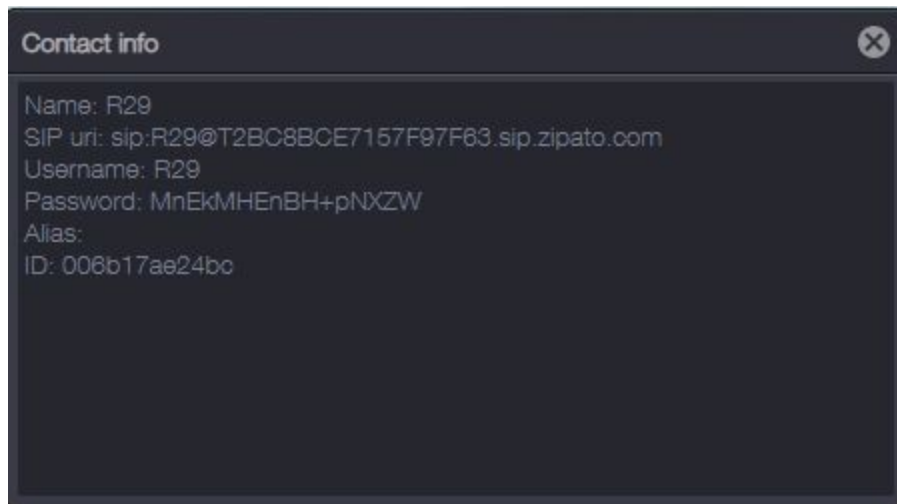 Contact info
Name: R29
SIP uri: sip:R29@T2BC8BCE7157F97F63.sip.zipato.com
Username: R29
Password: MnEkMHEnBH+pNXZW
Alias:
ID: 006b17ae24bc